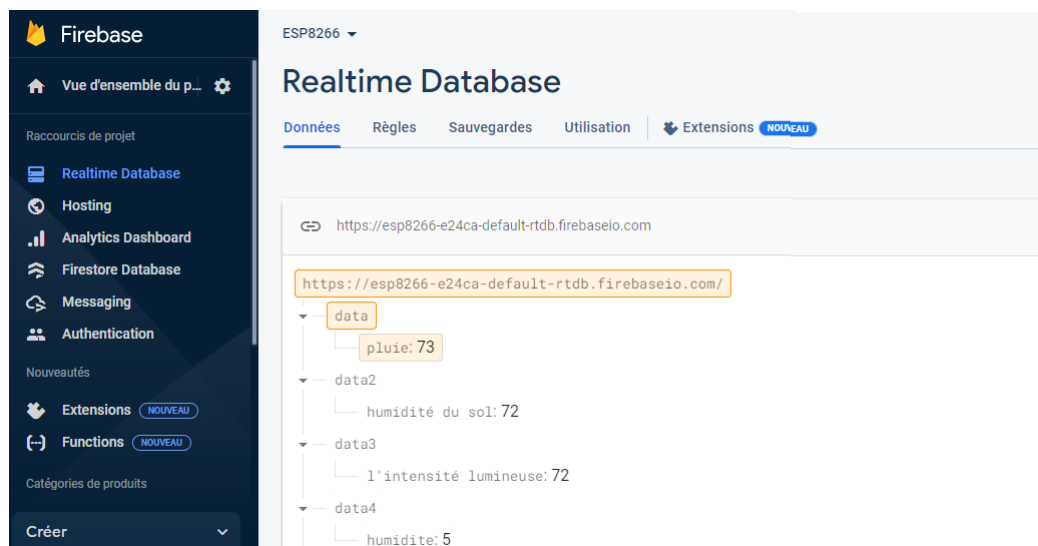 Firebase
Vue d'ensemble du p...
Raccourcis de projet
Realtime Database
Hosting
Analytics Dashboard
Firestore Database
Messaging
Authentication
Nouveautés
Extensions NOUVEAU
Functions NOUVEAU
Catégories de produits
Créer
ESP8266
Realtime Database
Données Règles Sauvegardes Utilisation Extensions NOUVEAU
https://esp8266-e24ca-default-rtdb.firebaseio.com
https://esp8266-e24ca-default-rtdb.firebaseio.com/
data
pluie: 73
data2
humidité du sol: 72
data3
l'intensité lumineuse: 72
data4
humidite: 5